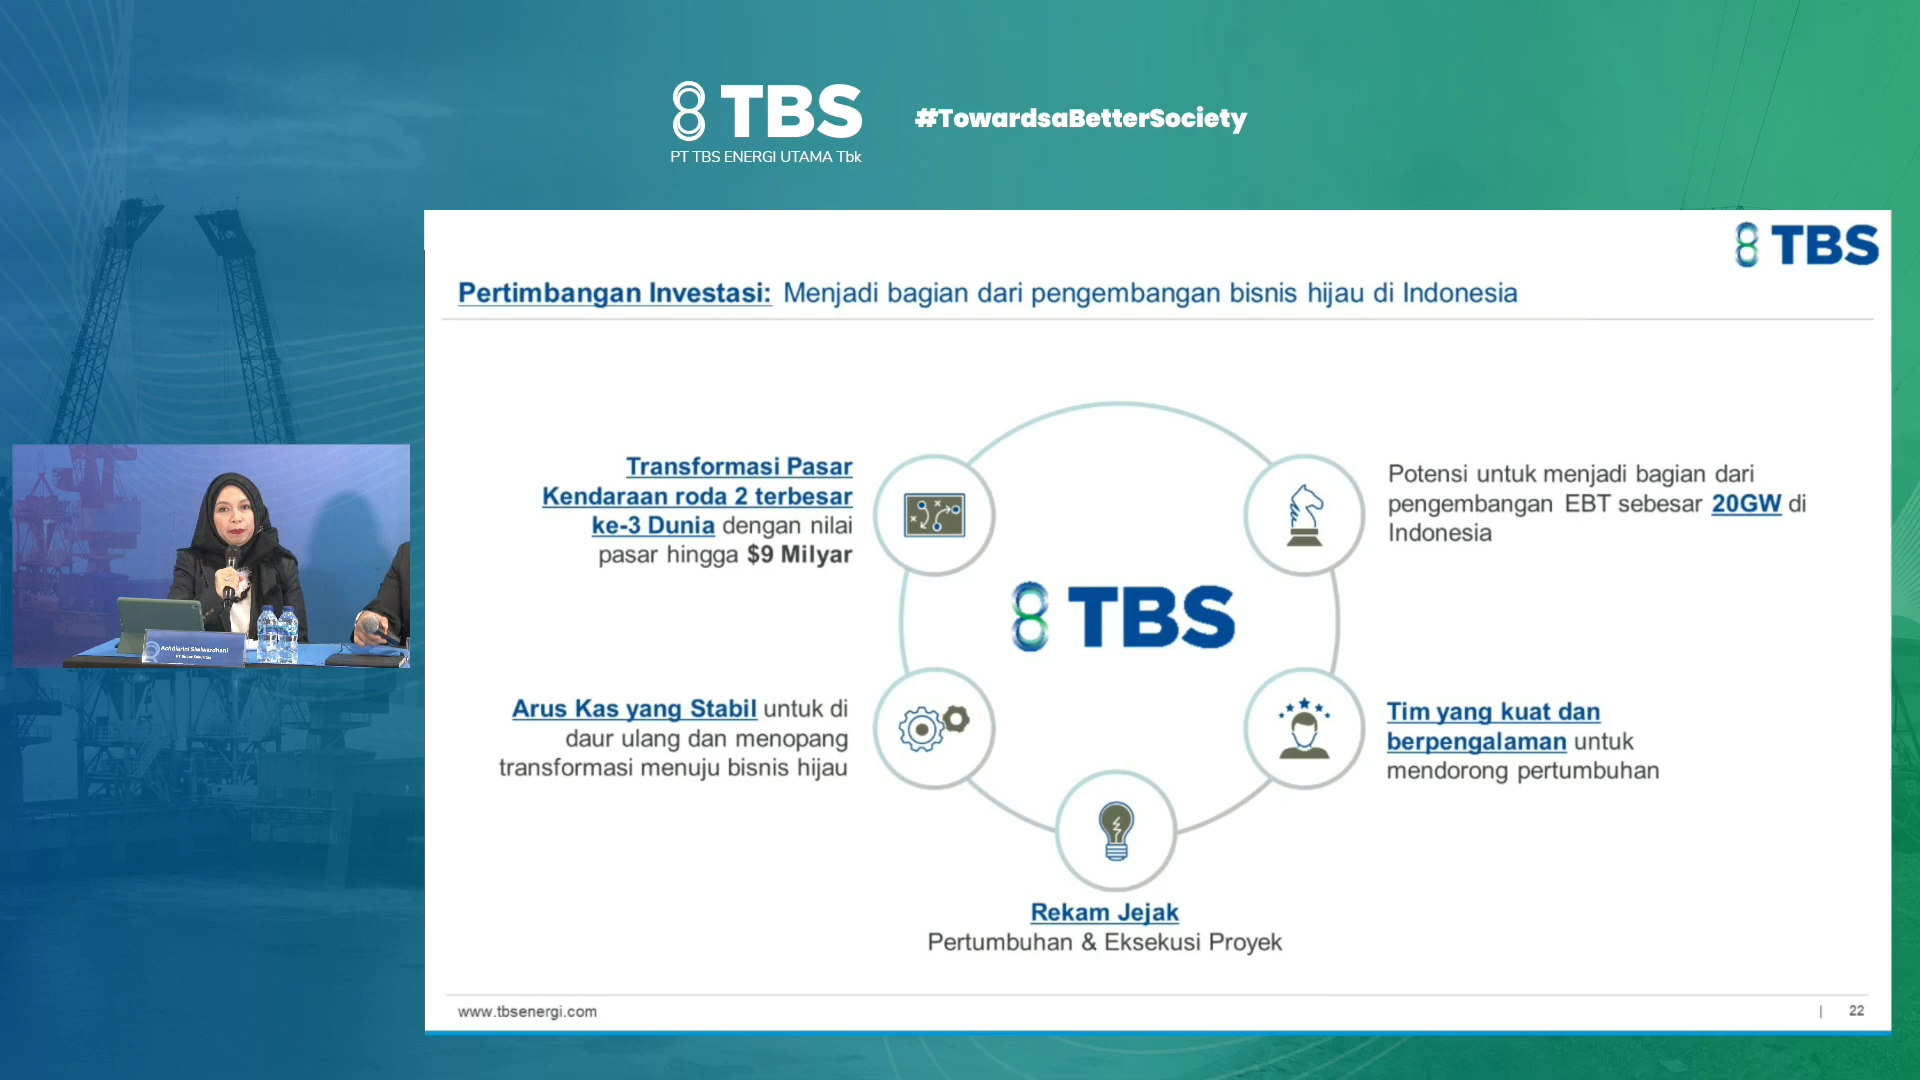 8 TBS
PT TBS ENERGI UTAMA Tbk
#TowardsaBetterSociety
8 TBS
Pertimbangan Investasi: Menjadi bagian dari pengembangan bisnis hijau di Indonesia
Transformasi Pasar
Kendaraan roda 2 terbesar
ke-3 Dunia dengan nilai
pasar hingga $9 Milyar
Potensi untuk menjadi bagian dari
pengembangan EBT sebesar 20GW di
Indonesia
8 TBS
Arus Kas yang Stabil untuk di
daur ulang dan menopang
transformasi menuju bisnis hijau
Tim yang kuat dan
berpengalaman untuk
mendorong pertumbuhan
Rekam Jejak
Pertumbuhan & Eksekusi Proyek
www.tbsenergi.com
| 22